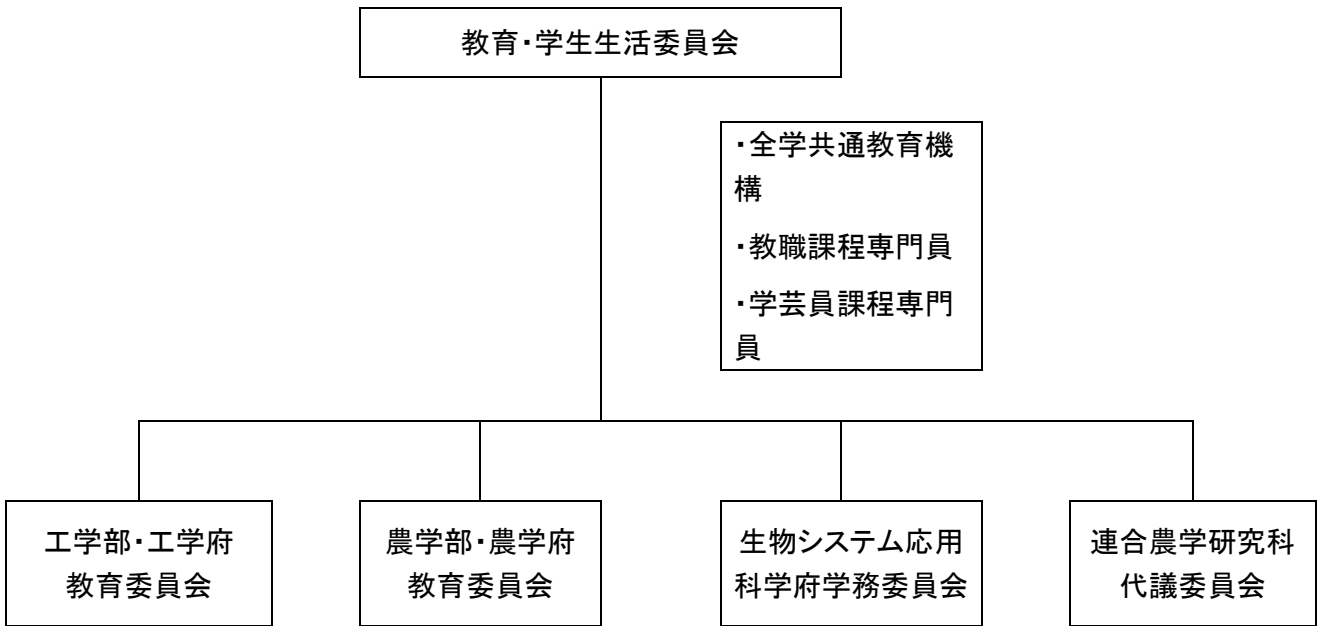 教育・学生生活委員会
・全学共通教育機
構
・教職課程専門員
・学芸員課程専門
員
工学部・工学府
教育委員会
農学部・農学府
教育委員会
生物システム応用
科学府学務委員会
連合農学研究科
代議委員会